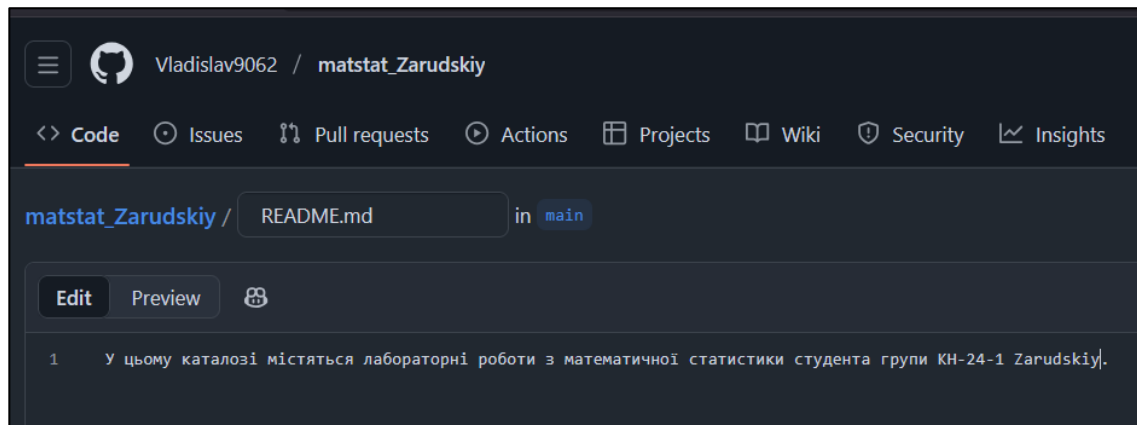 Vladislav9062 / matstat_Zarudskiy
<> Code Issues Pull requests Actions Projects Wiki Security Insights
matstat_Zarudskiy / README.md in main
Edit Preview
1 У цьому каталозі містяться лабораторні роботи з математичної статистики студента групи КН-24-1 Zarudskiy.